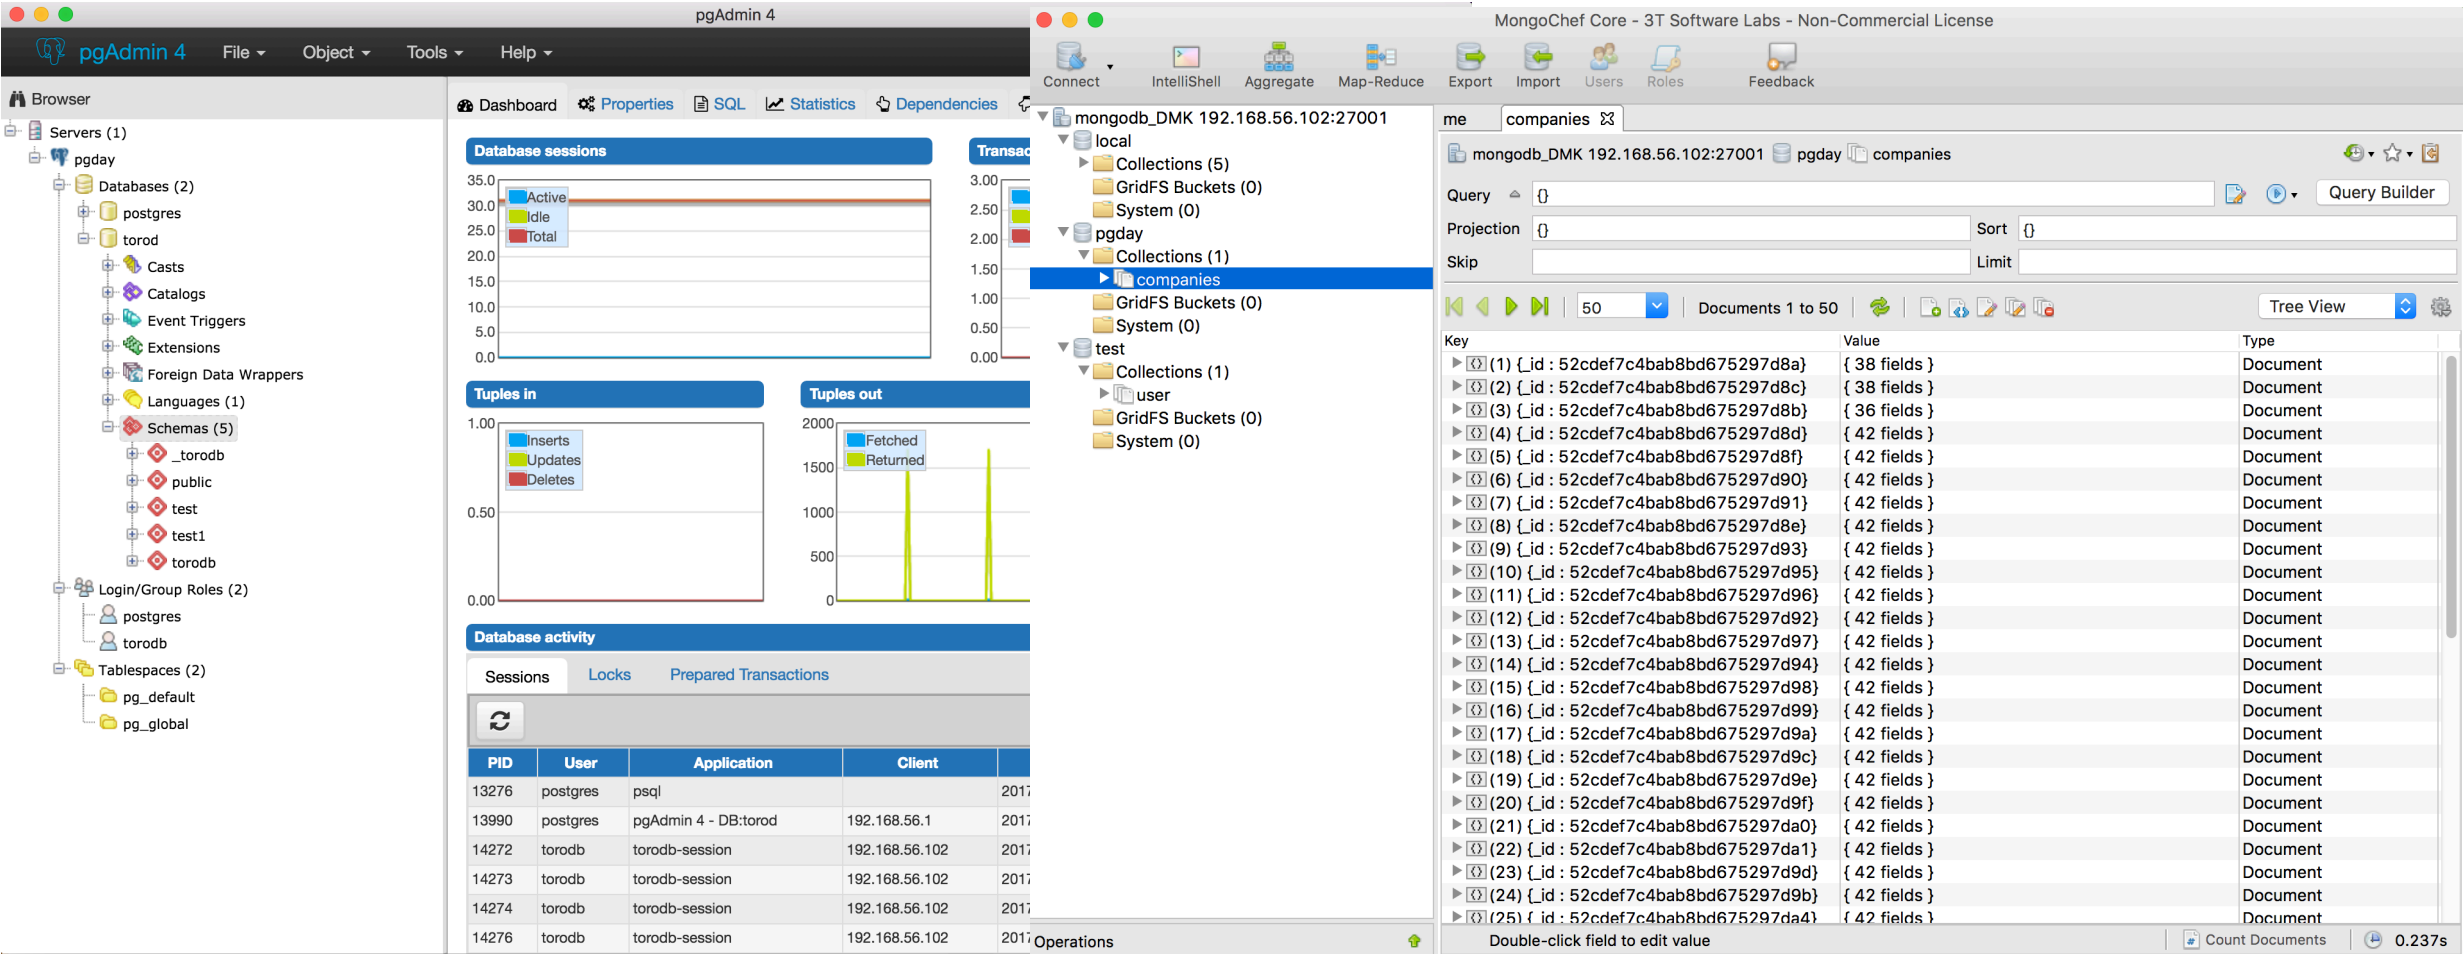 pgAdmin 4
pgAdmin 4 File Object Tools Help
Browser
Servers (1)
pgday
Databases (2)
postgres
torod
Casts
Catalogs
Event Triggers
Extensions
Foreign Data Wrappers
Languages (1)
Schemas (5)
_torodb
public
test
test1
torodb
Login/Group Roles (2)
postgres
torodb
Tablespaces (2)
pg_default
pg_global
Dashboard Properties SQL Statistics Dependencies
Database sessions
35.0
30.0
25.0
20.0
15.0
10.0
5.0
0.0
Active
Idle
Total
Transac
3.00
2.50
2.00
1.50
1.00
0.50
0.00
Tuples in
1.00
0.50
0.00
Inserts
Updates
Deletes
Tuples out
2000
1500
1000
500
0
Fetched
Returned
Database activity
Sessions Locks Prepared Transactions
PID User Application Client
13276 postgres psql 2017
13990 postgres pgAdmin 4 - DB:torod 192.168.56.1 2017
14272 torodb torodb-session 192.168.56.102 2017
14273 torodb torodb-session 192.168.56.102 2017
14274 torodb torodb-session 192.168.56.102 2017
14276 torodb torodb-session 192.168.56.102 2017
MongoChef Core - 3T Software Labs - Non-Commercial License
Connect IntelliShell Aggregate Map-Reduce Export Import Users Roles Feedback
mongodb_DMK 192.168.56.102:27001
local
Collections (5)
GridFS Buckets (0)
System (0)
pgday
Collections (1)
companies
GridFS Buckets (0)
System (0)
test
Collections (1)
user
GridFS Buckets (0)
System (0)
Operations
me companies
mongodb_DMK 192.168.56.102:27001 pgday companies
Query {} Query Builder
Projection {} Sort {}
Skip Limit
50 Documents 1 to 50 Tree View
Key Value Type
(1) {_id : 52cdef7c4bab8bd675297d8a} { 38 fields } Document
(2) {_id : 52cdef7c4bab8bd675297d8c} { 38 fields } Document
(3) {_id : 52cdef7c4bab8bd675297d8b} { 36 fields } Document
(4) {_id : 52cdef7c4bab8bd675297d8d} { 42 fields } Document
(5) {_id : 52cdef7c4bab8bd675297d8f} { 42 fields } Document
(6) {_id : 52cdef7c4bab8bd675297d90} { 42 fields } Document
(7) {_id : 52cdef7c4bab8bd675297d91} { 42 fields } Document
(8) {_id : 52cdef7c4bab8bd675297d8e} { 42 fields } Document
(9) {_id : 52cdef7c4bab8bd675297d93} { 42 fields } Document
(10) {_id : 52cdef7c4bab8bd675297d95} { 42 fields } Document
(11) {_id : 52cdef7c4bab8bd675297d96} { 42 fields } Document
(12) {_id : 52cdef7c4bab8bd675297d92} { 42 fields } Document
(13) {_id : 52cdef7c4bab8bd675297d97} { 42 fields } Document
(14) {_id : 52cdef7c4bab8bd675297d94} { 42 fields } Document
(15) {_id : 52cdef7c4bab8bd675297d98} { 42 fields } Document
(16) {_id : 52cdef7c4bab8bd675297d99} { 42 fields } Document
(17) {_id : 52cdef7c4bab8bd675297d9a} { 42 fields } Document
(18) {_id : 52cdef7c4bab8bd675297d9c} { 42 fields } Document
(19) {_id : 52cdef7c4bab8bd675297d9e} { 42 fields } Document
(20) {_id : 52cdef7c4bab8bd675297d9f} { 42 fields } Document
(21) {_id : 52cdef7c4bab8bd675297da0} { 42 fields } Document
(22) {_id : 52cdef7c4bab8bd675297da1} { 42 fields } Document
(23) {_id : 52cdef7c4bab8bd675297d9d} { 42 fields } Document
(24) {_id : 52cdef7c4bab8bd675297d9b} { 42 fields } Document
(25) {_id : 52cdef7c4bab8bd675297da4} { 42 fields } Document
Double-click field to edit value Count Documents 0.237s